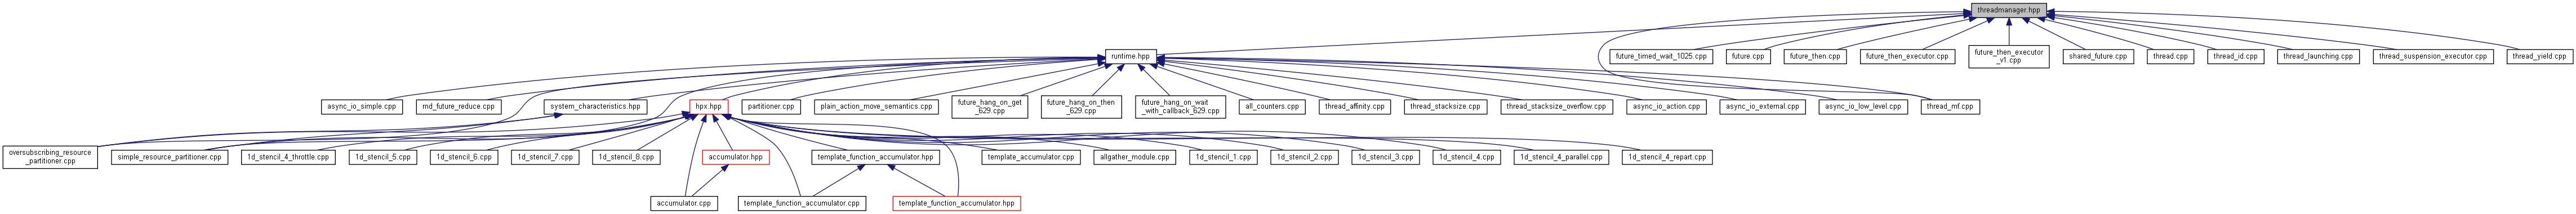 threadmanager.hpp
runtime.hpp
future_timed_wait_1025.cpp
future.cpp
future_then.cpp
future_then_executor.cpp
future_then_executor
_v1.cpp
shared_future.cpp
thread.cpp
thread_id.cpp
thread_launching.cpp
thread_suspension_executor.cpp
thread_yield.cpp
async_io_simple.cpp
rnd_future_reduce.cpp
system_characteristics.hpp
hpx.hpp
partitioner.cpp
plain_action_move_semantics.cpp
future_hang_on_get
_629.cpp
future_hang_on_then
_629.cpp
future_hang_on_wait
_with_callback_629.cpp
all_counters.cpp
thread_affinity.cpp
thread_stacksize.cpp
thread_stacksize_overflow.cpp
async_io_action.cpp
async_io_external.cpp
async_io_low_level.cpp
thread_mf.cpp
oversubscribing_resource
_partitioner.cpp
simple_resource_partitioner.cpp
1d_stencil_4_throttle.cpp
1d_stencil_5.cpp
1d_stencil_6.cpp
1d_stencil_7.cpp
1d_stencil_8.cpp
accumulator.hpp
template_function_accumulator.hpp
template_accumulator.cpp
allgather_module.cpp
1d_stencil_1.cpp
1d_stencil_2.cpp
1d_stencil_3.cpp
1d_stencil_4.cpp
1d_stencil_4_parallel.cpp
1d_stencil_4_repart.cpp
accumulator.cpp
template_function_accumulator.cpp
template_function_accumulator.hpp